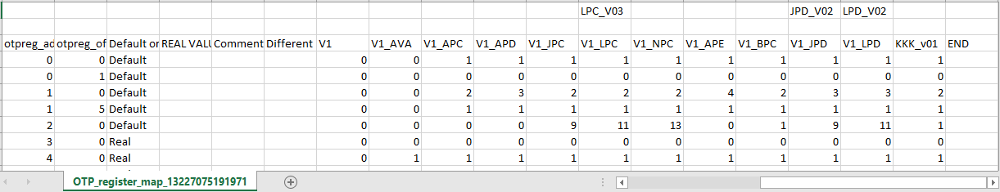 LPC_V03 JPD_V02 LPD_V02
otpreg_ad otpreg_of Default or REAL VALU Comment Different V1 V1_AVA V1_APC V1_APD V1_JPC V1_LPC V1_NPC V1_APE V1_BPC V1_JPD V1_LPD KKK_v01 END
0 0 Default 0 0 1 1 1 1 1 1 1 1 1 1
0 1 Default 0 0 0 0 0 0 0 0 0 0 0 0
1 0 Default 0 0 2 3 2 2 2 4 2 3 3 2
1 5 Default 0 0 1 1 1 1 1 1 1 1 1 1
2 0 Default 0 0 0 0 9 11 13 0 1 9 11 1
3 0 Real 0 0 0 0 0 0 0 0 0 0 0 0
4 0 Real 0 1 1 1 1 1 1 1 1 1 1 1
OTP_register_map_13227075191971